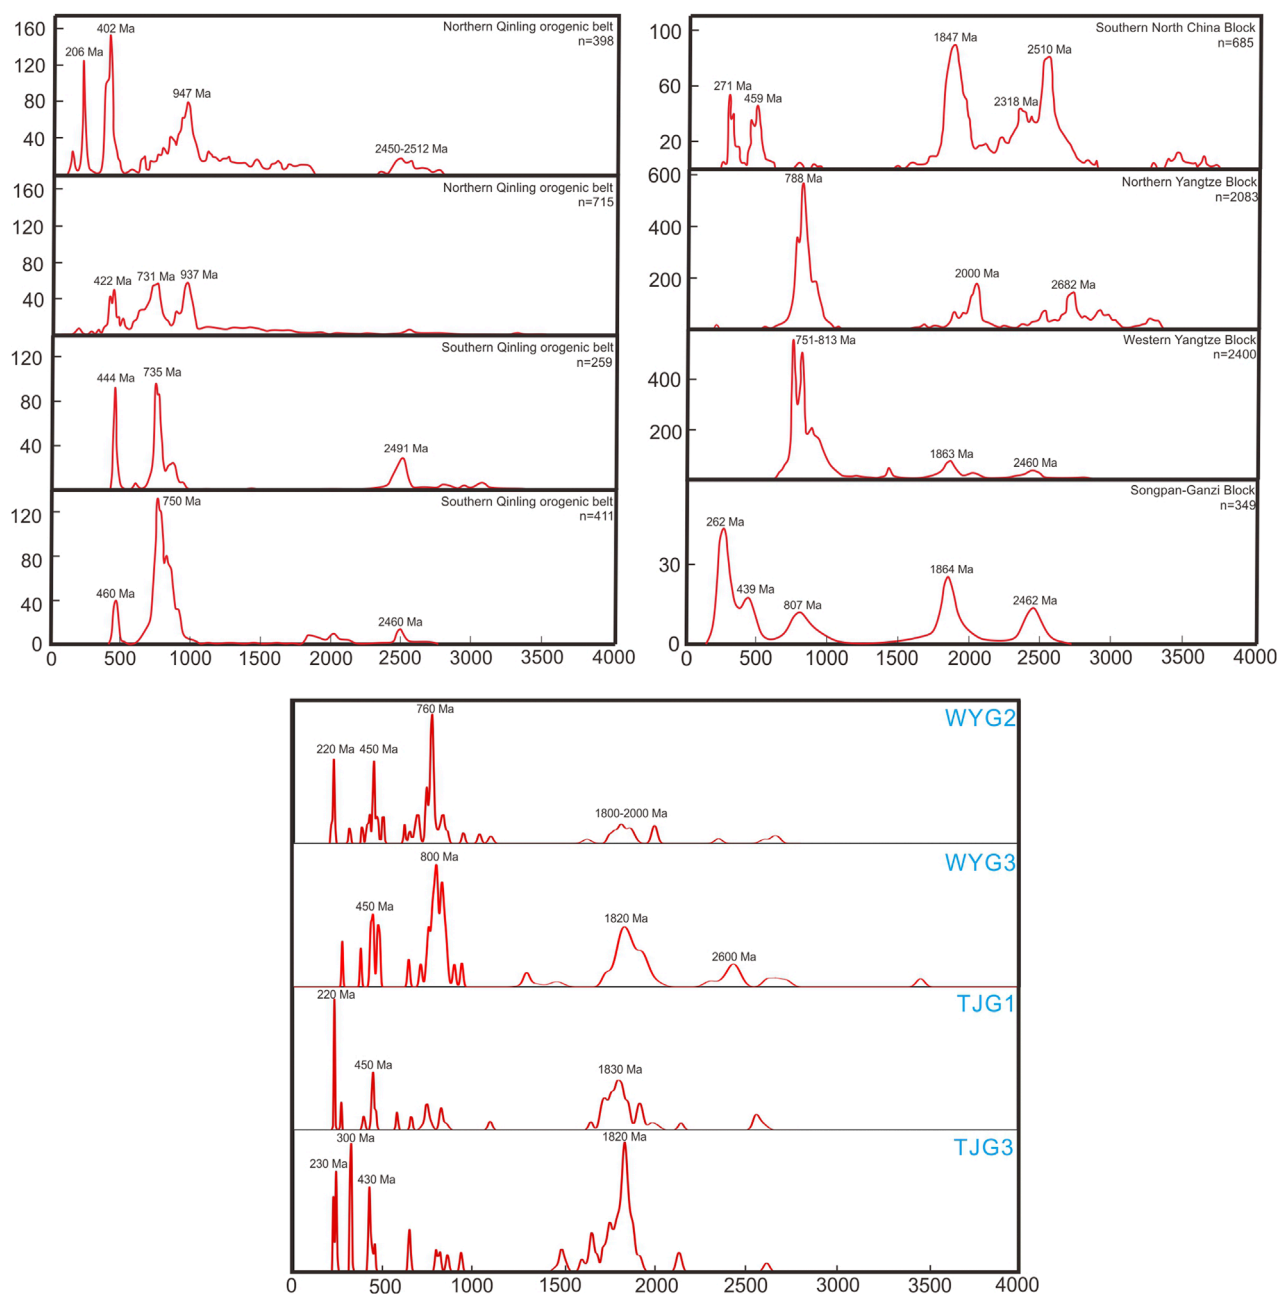 160
120
80
40
206 Ma
402 Ma
947 Ma
2450-2512 Ma
Northern Qinling orogenic belt
n=398
160
120
80
40
422 Ma
731 Ma
937 Ma
Northern Qinling orogenic belt
n=715
120
80
40
444 Ma
735 Ma
2491 Ma
Southern Qinling orogenic belt
n=259
120
80
40
0
460 Ma
750 Ma
2460 Ma
Southern Qinling orogenic belt
n=411
0 500 1000 1500 2000 2500 3000 3500 4000
100
60
20
271 Ma
459 Ma
1847 Ma
2318 Ma
2510 Ma
Southern North China Block
n=685
600
400
200
788 Ma
2000 Ma
2682 Ma
Northern Yangtze Block
n=2083
400
200
751-813 Ma
1863 Ma
2460 Ma
Western Yangtze Block
n=2400
30
0
262 Ma
439 Ma
807 Ma
1864 Ma
2462 Ma
Songpan-Ganzi Block
n=349
0 500 1000 1500 2000 2500 3000 3500 4000
220 Ma
450 Ma
760 Ma
1800-2000 Ma
WYG2
450 Ma
800 Ma
1820 Ma
2600 Ma
WYG3
220 Ma
450 Ma
1830 Ma
TJG1
230 Ma
300 Ma
430 Ma
1820 Ma
TJG3
0 500 1000 1500 2000 2500 3000 3500 4000